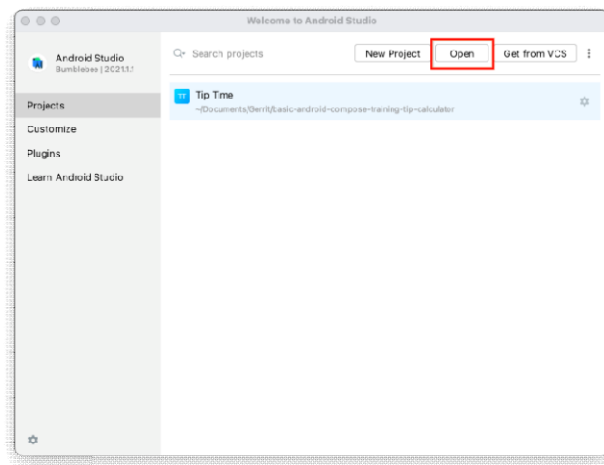 Welcome to Android Studio
Android Studio
Bumblebee | 2021.1.1
Search projects
New Project
Open
Get from VCS
Projects
Customize
Plugins
Learn Android Studio
TT
Tip Time
~/Documents/Gerrit/basic-android-compose-training-tip-calculator